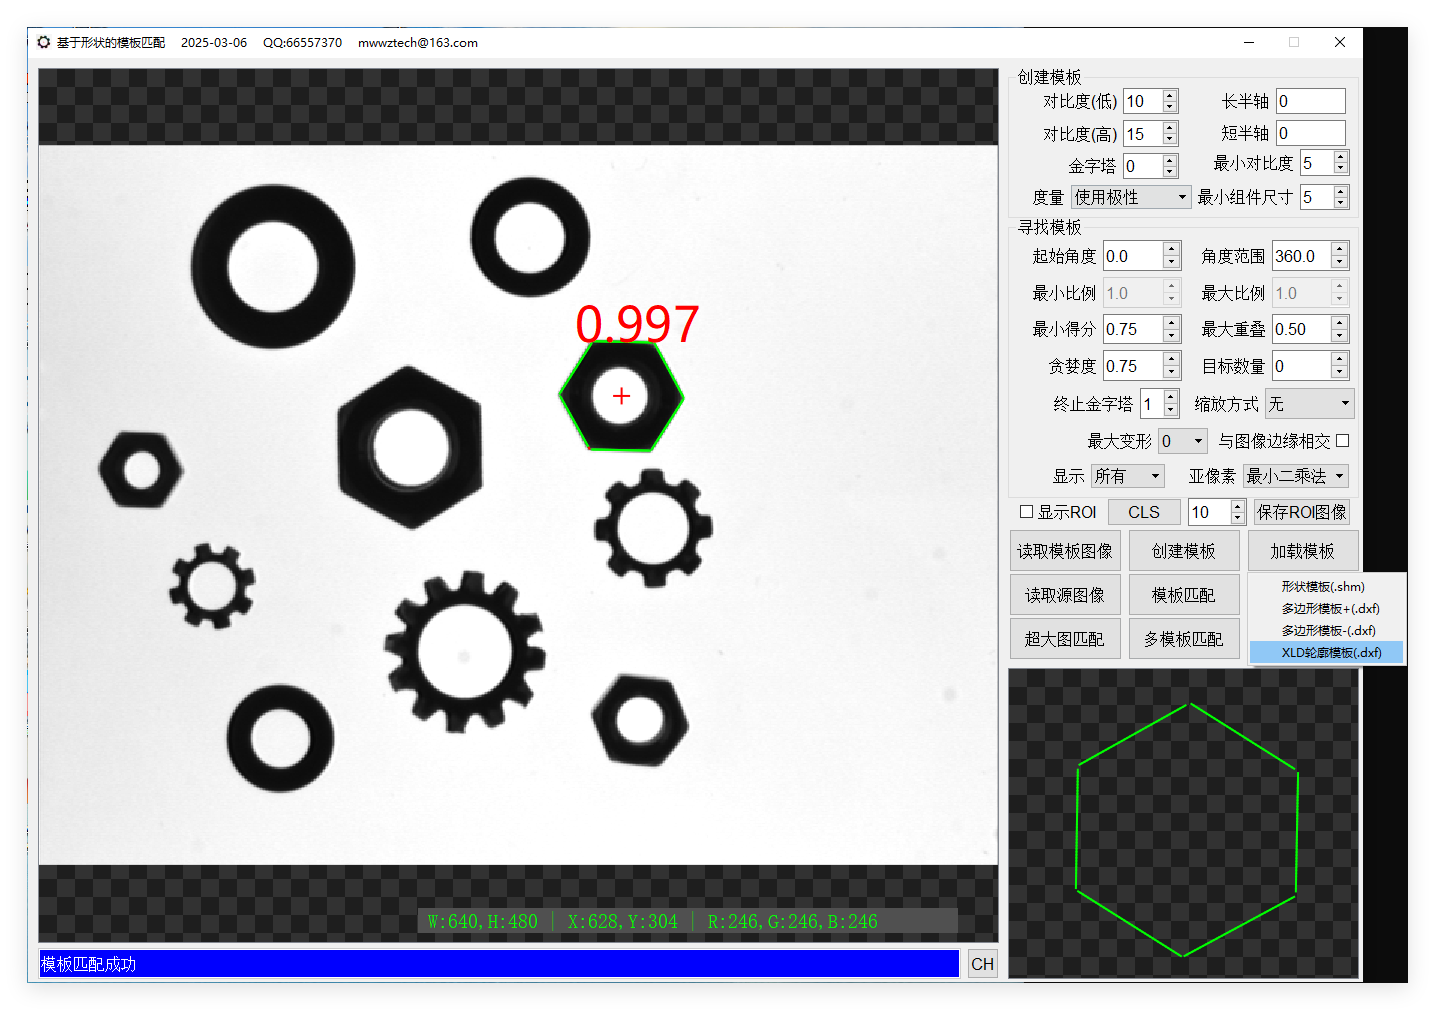 基于形状的模板匹配 2025-03-06 QQ:66557370 mwwztech@163.com
创建模板
对比度(低) 10 长半轴 0
对比度(高) 15 短半轴 0
金字塔 0 最小对比度 5
度量 使用极性 最小组件尺寸 5
寻找模板
起始角度 0.0 角度范围 360.0
最小比例 1.0 最大比例 1.0
最小得分 0.75 最大重叠 0.50
贪婪度 0.75 目标数量 0
终止金字塔 1 缩放方式 无
最大变形 0 与图像边缘相交
显示 所有 亚像素 最小二乘法
显示ROI CLS 10 保存ROI图像
读取模板图像 创建模板 加载模板
读取源图像 模板匹配
超大图匹配 多模板匹配
形状模板(.shm)
多边形模板+(.dxf)
多边形模板-(.dxf)
XLD轮廓模板(.dxf)
0.997
W:640,H:480 | X:628,Y:304 | R:246,G:246,B:246
模板匹配成功 CH